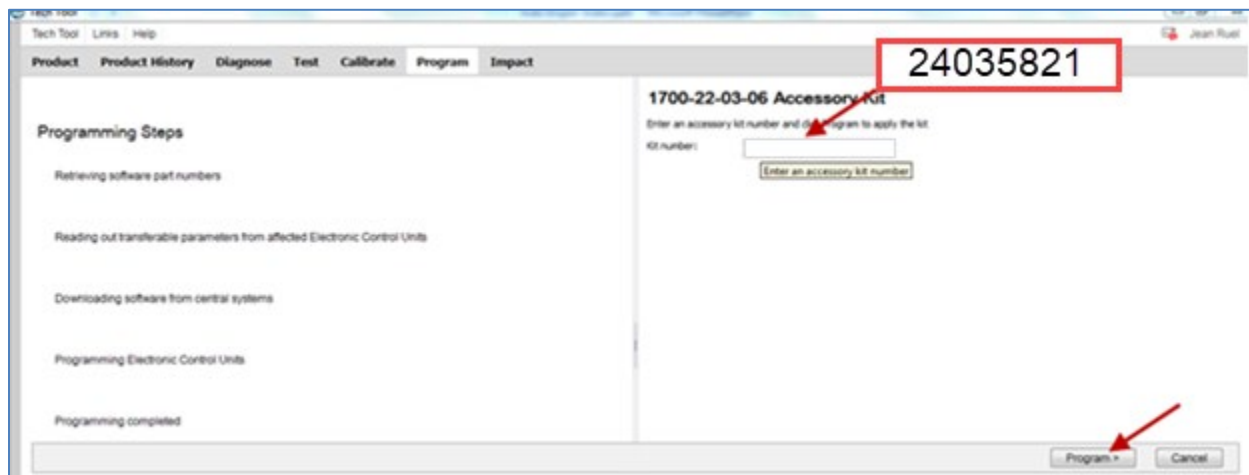 Tech Tool
Tech Tool Links Help Jean Ruel
Product Product History Diagnose Test Calibrate Program Impact
24035821
1700-22-03-06 Accessory Kit
Enter an accessory kit number and click Program to apply the kit
Kit number:
Enter an accessory kit number
Programming Steps
Retrieving software part numbers
Reading out transferable parameters from affected Electronic Control Units
Downloading software from central systems
Programming Electronic Control Units
Programming completed
Program > Cancel